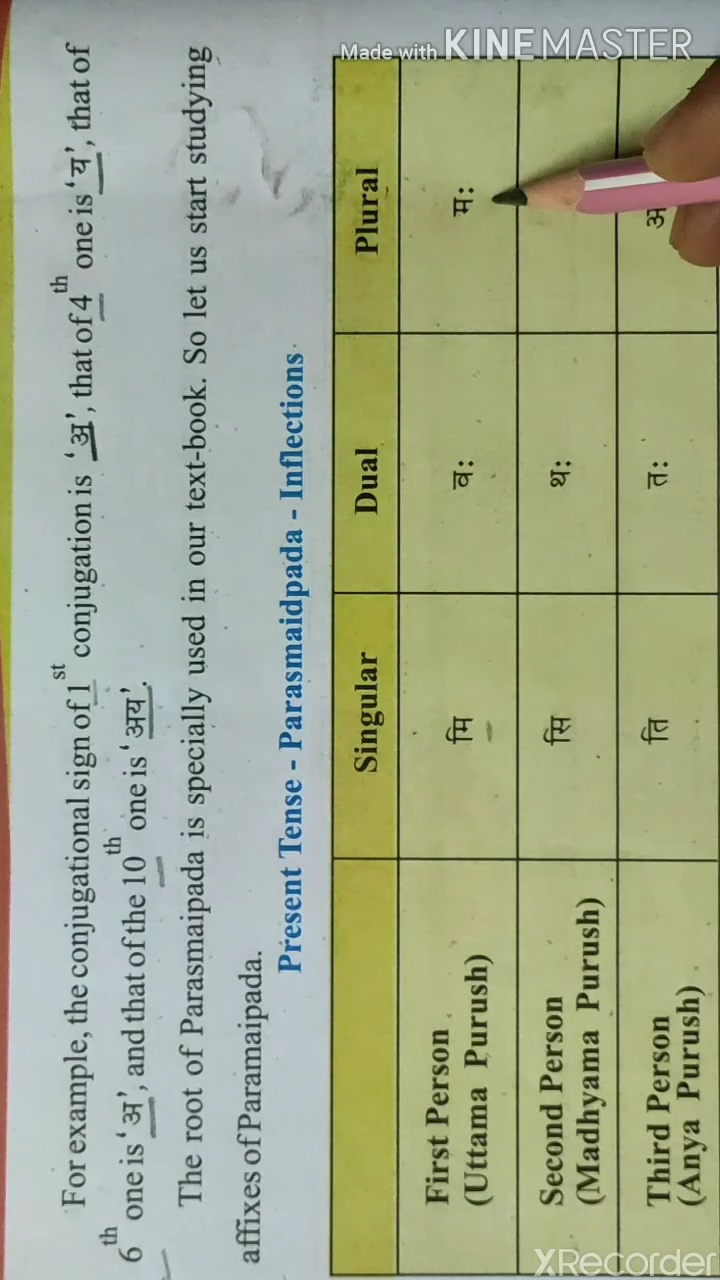 Made with KINEMASTER
For example, the conjugational sign of 1st conjugation is 'अ', that of 4th one is 'य', that of
6th one is 'अ', and that of the 10th one is 'अय'.
The root of Parasmaipada is specially used in our text-book. So let us start studying
affixes of Paramaipada.
Present Tense - Parasmaidpada - Inflections
Singular Dual Plural
First Person
(Uttama Purush) मि वः मः
Second Person
(Madhyama Purush) सि थः
Third Person
(Anya Purush) ति तः
XRecorder